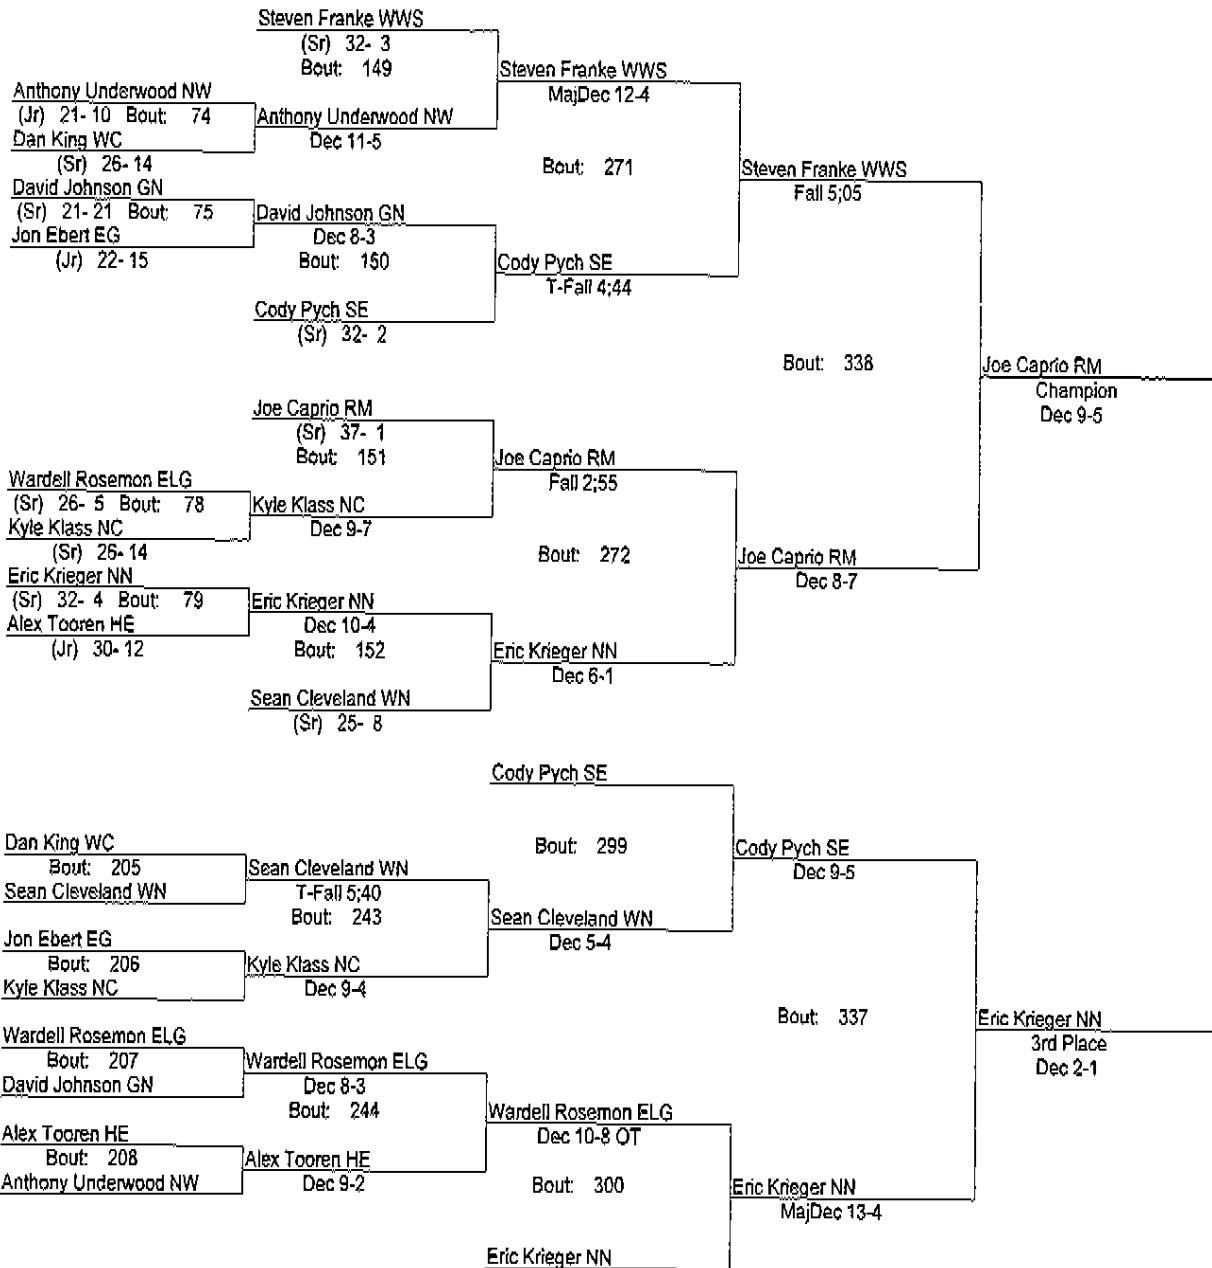 Steven Franke WWS
(Sr) 32- 3
Bout: 149
Steven Franke WWS
MajDec 12-4
Anthony Underwood NW
(Jr) 21- 10 Bout: 74
Anthony Underwood NW
Dec 11-5
Dan King WC
(Sr) 26- 14
Bout: 271
Steven Franke WWS
Fall 5;05
David Johnson GN
(Sr) 21- 21 Bout: 75
David Johnson GN
Dec 8-3
Jon Ebert EG
(Jr) 22- 15
Bout: 150
Cody Pych SE
T-Fall 4;44
Cody Pych SE
(Sr) 32- 2
Bout: 338
Joe Caprio RM
Champion
Dec 9-5
Joe Caprio RM
(Sr) 37- 1
Bout: 151
Joe Caprio RM
Fall 2;55
Wardell Rosemon ELG
(Sr) 26- 5 Bout: 78
Kyle Klass NC
Dec 9-7
Kyle Klass NC
(Sr) 26- 14
Bout: 272
Joe Caprio RM
Dec 8-7
Eric Krieger NN
(Sr) 32- 4 Bout: 79
Eric Krieger NN
Dec 10-4
Alex Tooren HE
(Jr) 30- 12
Bout: 152
Eric Krieger NN
Dec 6-1
Sean Cleveland WN
(Sr) 25- 8
Cody Pych SE
Bout: 299
Cody Pych SE
Dec 9-5
Dan King WC
Bout: 205
Sean Cleveland WN
Sean Cleveland WN
T-Fall 5;40
Bout: 243
Sean Cleveland WN
Dec 5-4
Jon Ebert EG
Bout: 206
Kyle Klass NC
Kyle Klass NC
Dec 9-4
Bout: 337
Eric Krieger NN
3rd Place
Dec 2-1
Wardell Rosemon ELG
Bout: 207
David Johnson GN
Wardell Rosemon ELG
Dec 8-3
Bout: 244
Wardell Rosemon ELG
Dec 10-8 OT
Alex Tooren HE
Bout: 208
Anthony Underwood NW
Alex Tooren HE
Dec 9-2
Bout: 300
Eric Krieger NN
MajDec 13-4
Eric Krieger NN